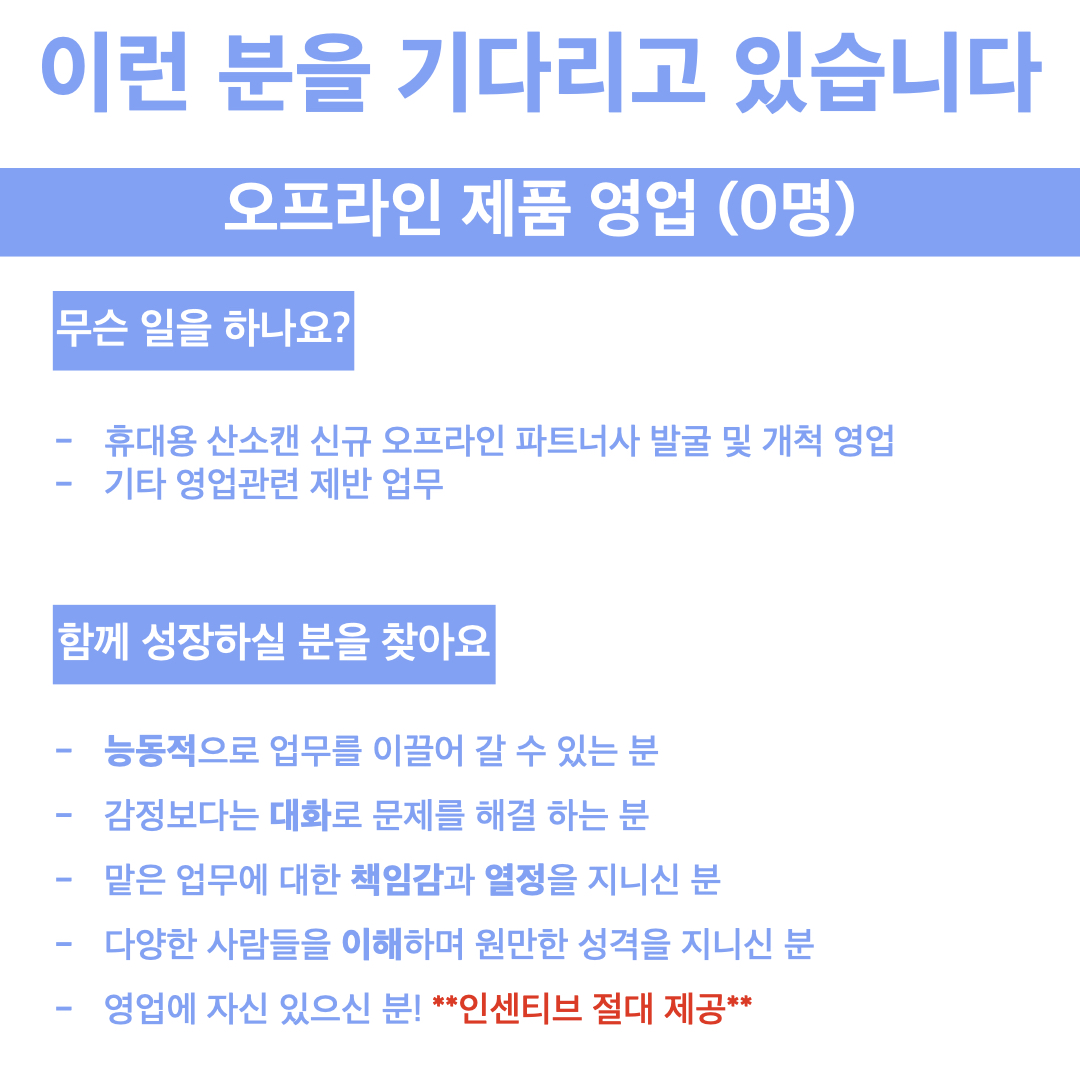 이런 분을 기다리고 있습니다
오프라인 제품 영업 (0명)
무슨 일을 하나요?
- 휴대용 산소캔 신규 오프라인 파트너사 발굴 및 개척 영업
- 기타 영업관련 제반 업무
함께 성장하실 분을 찾아요
- 능동적으로 업무를 이끌어 갈 수 있는 분
- 감정보다는 대화로 문제를 해결 하는 분
- 맡은 업무에 대한 책임감과 열정을 지니신 분
- 다양한 사람들을 이해하며 원만한 성격을 지니신 분
- 영업에 자신 있으신 분! **인센티브 절대 제공**